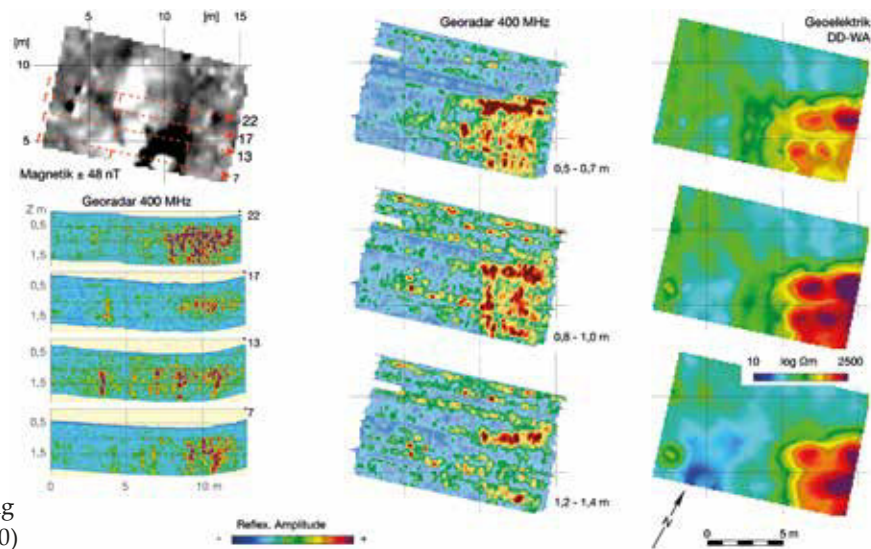 5 [m] 10 15
[m]
10
5
22
17
13
7
Magnetik ± 48 nT
Georadar 400 MHz
Z m
22
0,5
1,5
17
0,5
1,5
13
0,5
1,5
7
0,5
1,5
0 5 10 m
Georadar 400 MHz
0,5 - 0,7 m
0,8 - 1,0 m
1,2 - 1,4 m
Geoelektrik
DD-WA
10 log Ωm 2500
ng
0)
- Reflex. Amplitude +
N
0 5 m